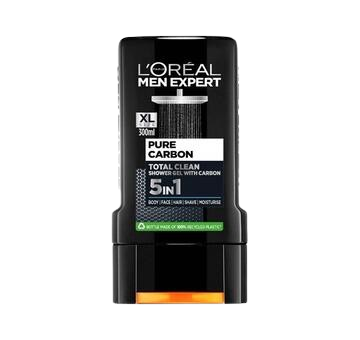 L'ORÉAL
PARIS
MEN EXPERT
XL
300ml
PURE
CARBON
TOTAL CLEAN
SHOWER GEL WITH CARBON
5IN1
BODY | FACE | HAIR | SHAVE | MOISTURISE
BOTTLE MADE OF 100% RECYCLED PLASTIC*